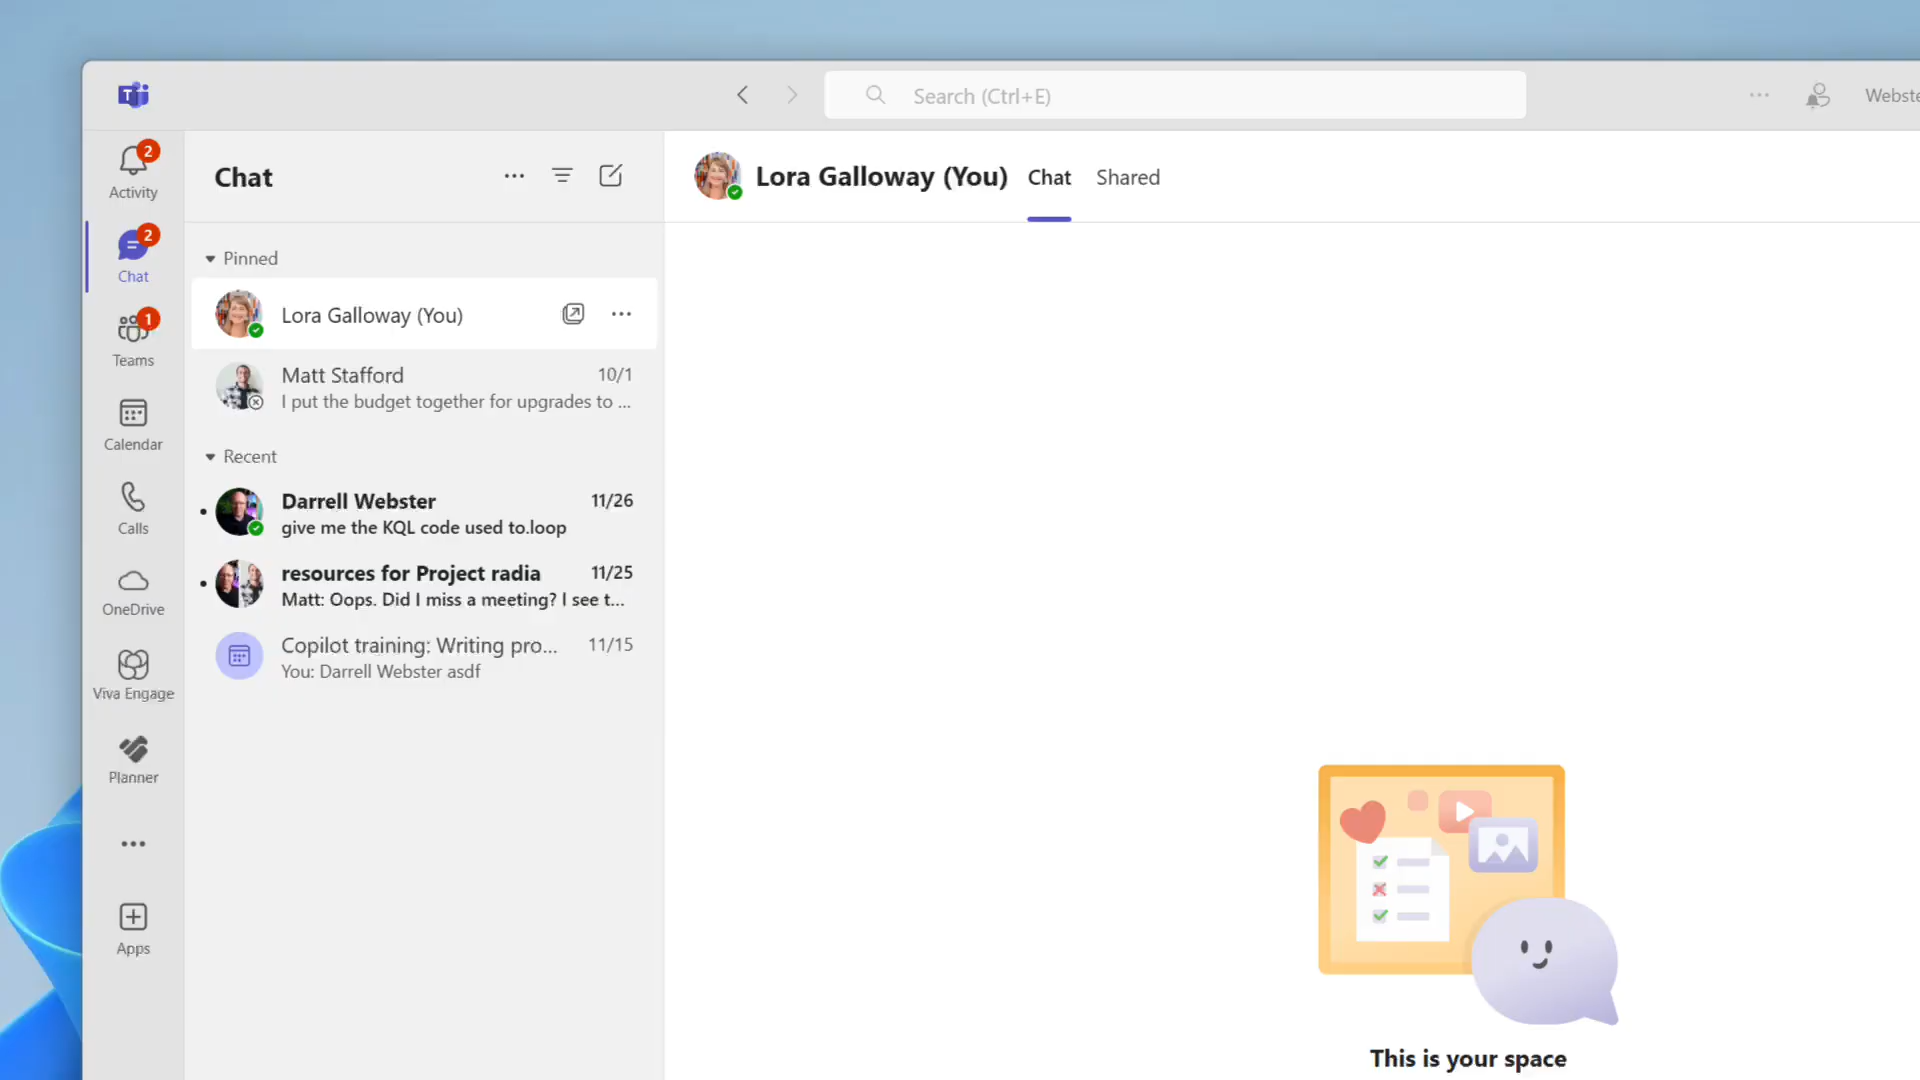 Search (Ctrl+E)
Webste
2
Activity
2
Chat
1
Teams
Calendar
Calls
OneDrive
Viva Engage
Planner
Apps
Chat
Pinned
Lora Galloway (You)
Matt Stafford 10/1
I put the budget together for upgrades to ...
Recent
Darrell Webster 11/26
give me the KQL code used to.loop
resources for Project radia 11/25
Matt: Oops. Did I miss a meeting? I see t...
Copilot training: Writing pro... 11/15
You: Darrell Webster asdf
Lora Galloway (You) Chat Shared
This is your space